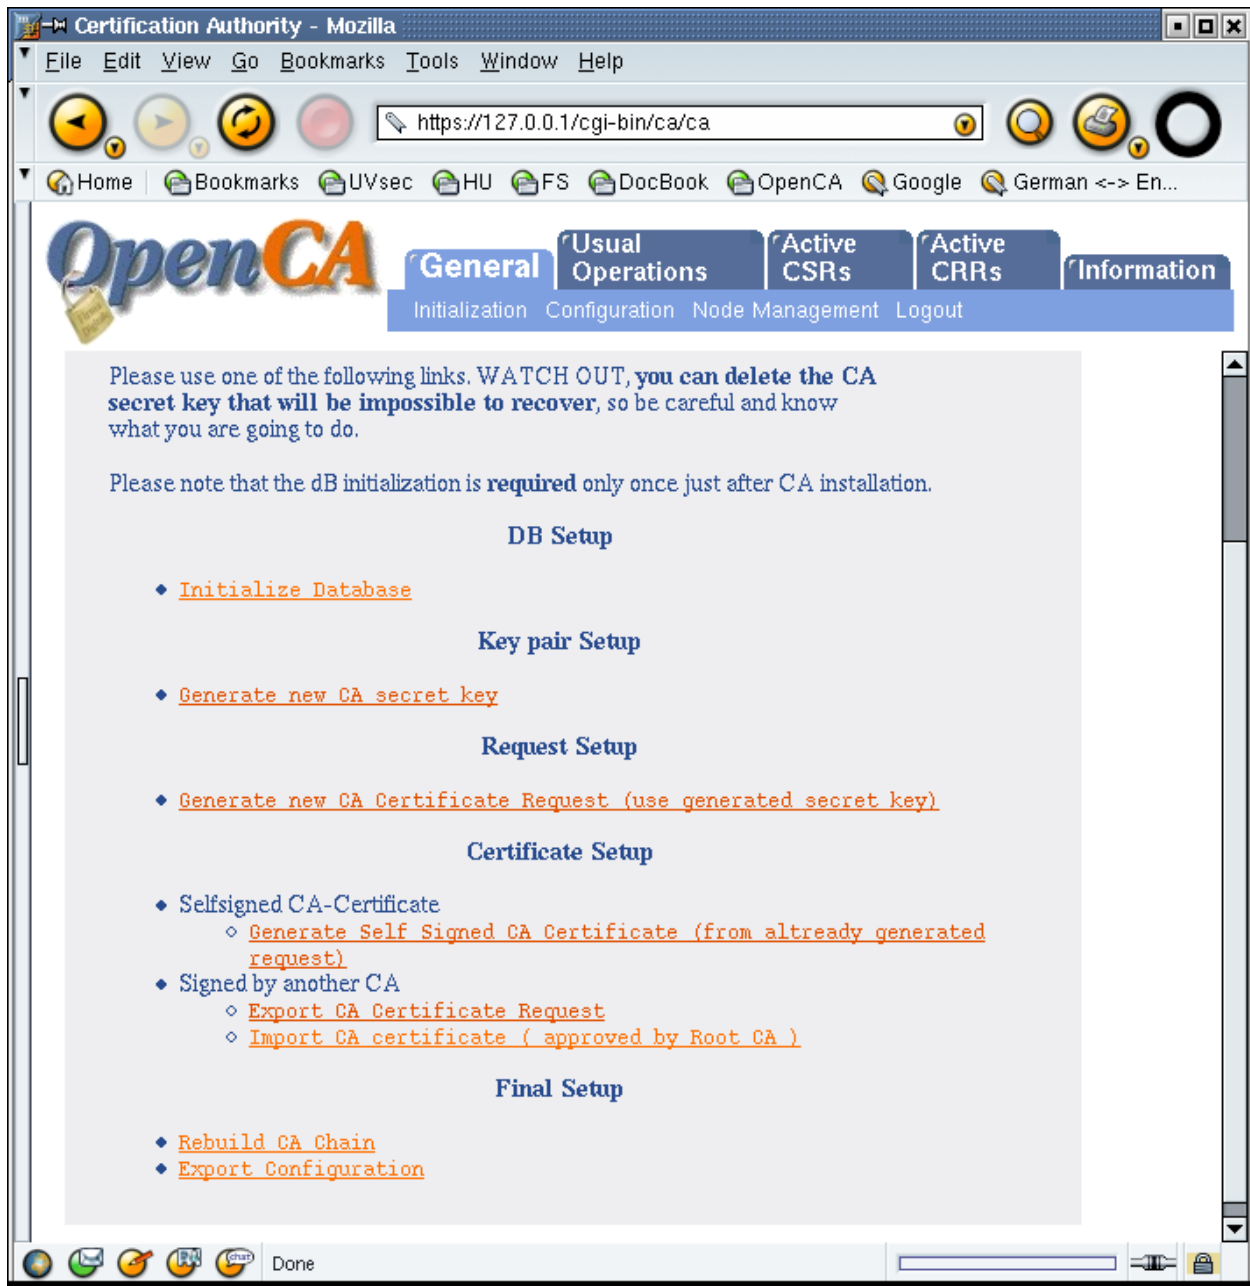 Certification Authority - Mozilla
File Edit View Go Bookmarks Tools Window Help
https://127.0.0.1/cgi-bin/ca/ca
Home Bookmarks UVsec HU FS DocBook OpenCA Google German <-> En...
OpenCA
General
Usual
Operations
Active
CSRs
Active
CRRs
Information
Initialization Configuration Node Management Logout
Please use one of the following links. WATCH OUT, you can delete the CA
secret key that will be impossible to recover, so be careful and know
what you are going to do.
Please note that the dB initialization is required only once just after CA installation.
DB Setup
Initialize Database
Key pair Setup
Generate new CA secret key
Request Setup
Generate new CA Certificate Request (use generated secret key)
Certificate Setup
Selfsigned CA-Certificate
Generate Self Signed CA Certificate (from altready generated
request)
Signed by another CA
Export CA Certificate Request
Import CA certificate ( approved by Root CA )
Final Setup
Rebuild CA Chain
Export Configuration
chat
Done